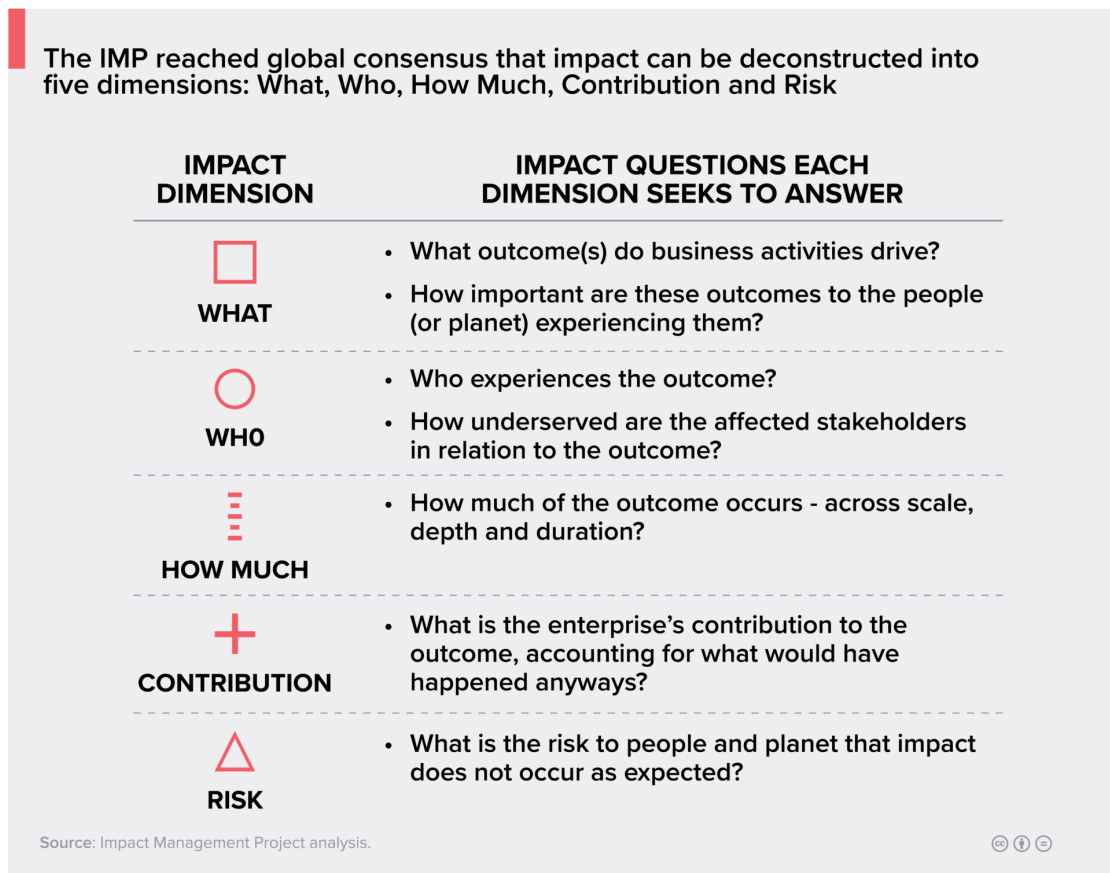 The IMP reached global consensus that impact can be deconstructed into
five dimensions: What, Who, How Much, Contribution and Risk
IMPACT
DIMENSION
IMPACT QUESTIONS EACH
DIMENSION SEEKS TO ANSWER
WHAT
• What outcome(s) do business activities drive?
• How important are these outcomes to the people
(or planet) experiencing them?
WH0
• Who experiences the outcome?
• How underserved are the affected stakeholders
in relation to the outcome?
HOW MUCH
• How much of the outcome occurs - across scale,
depth and duration?
CONTRIBUTION
• What is the enterprise’s contribution to the
outcome, accounting for what would have
happened anyways?
RISK
• What is the risk to people and planet that impact
does not occur as expected?
Source: Impact Management Project analysis.
cc